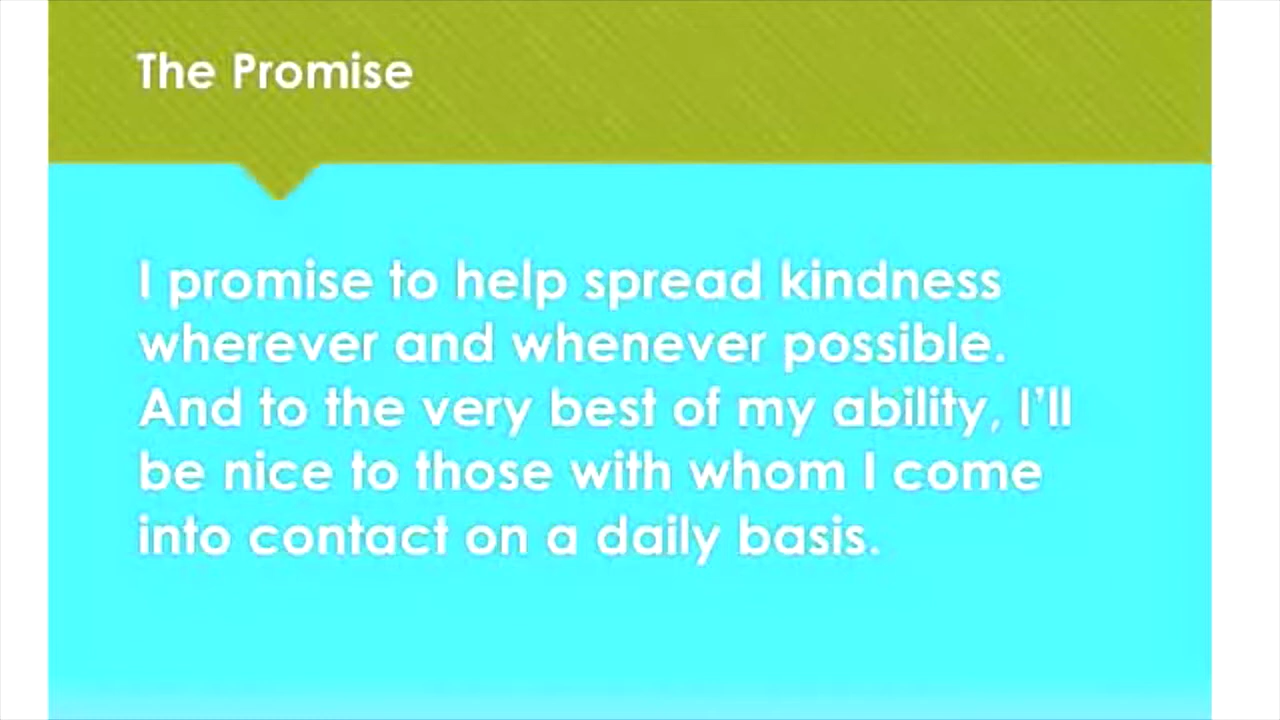 The Promise
I promise to help spread kindness
wherever and whenever possible.
And to the very best of my ability, I’ll
be nice to those with whom I come
into contact on a daily basis.